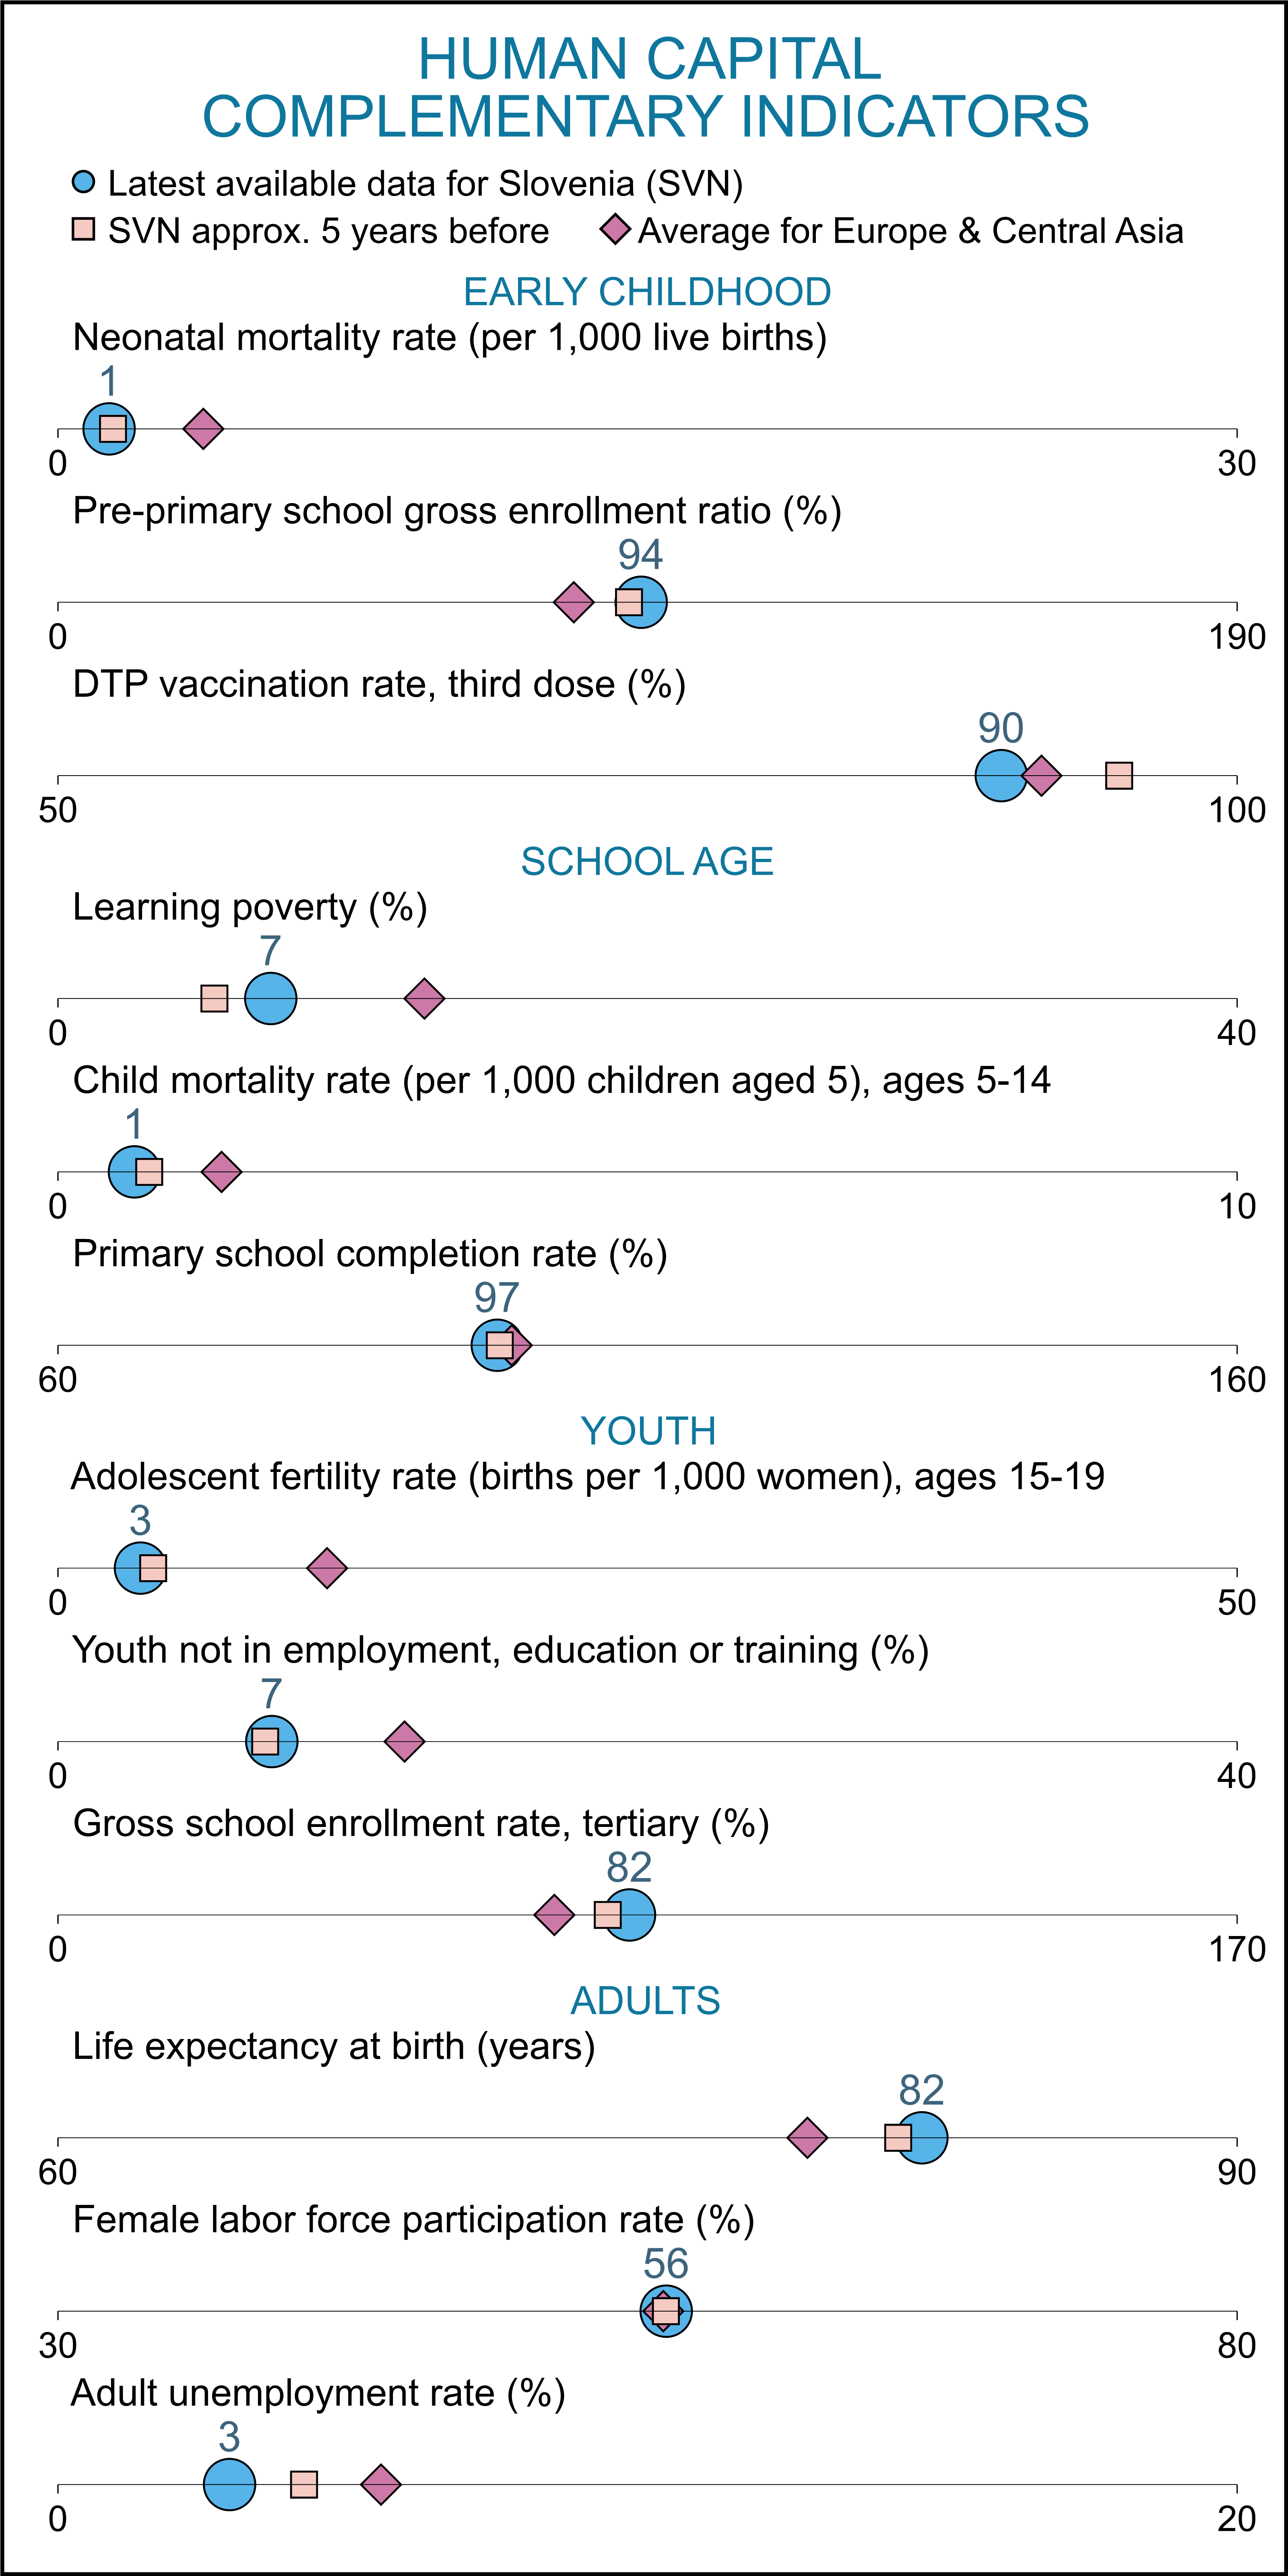 HUMAN CAPITAL
COMPLEMENTARY INDICATORS
Latest available data for Slovenia (SVN)
SVN approx. 5 years before Average for Europe & Central Asia
EARLY CHILDHOOD
Neonatal mortality rate (per 1,000 live births)
1
0 30
Pre-primary school gross enrollment ratio (%)
94
0 190
DTP vaccination rate, third dose (%)
90
50 100
SCHOOL AGE
Learning poverty (%)
7
0 40
Child mortality rate (per 1,000 children aged 5), ages 5-14
1
0 10
Primary school completion rate (%)
97
60 160
YOUTH
Adolescent fertility rate (births per 1,000 women), ages 15-19
3
0 50
Youth not in employment, education or training (%)
7
0 40
Gross school enrollment rate, tertiary (%)
82
0 170
ADULTS
Life expectancy at birth (years)
82
60 90
Female labor force participation rate (%)
56
30 80
Adult unemployment rate (%)
3
0 20